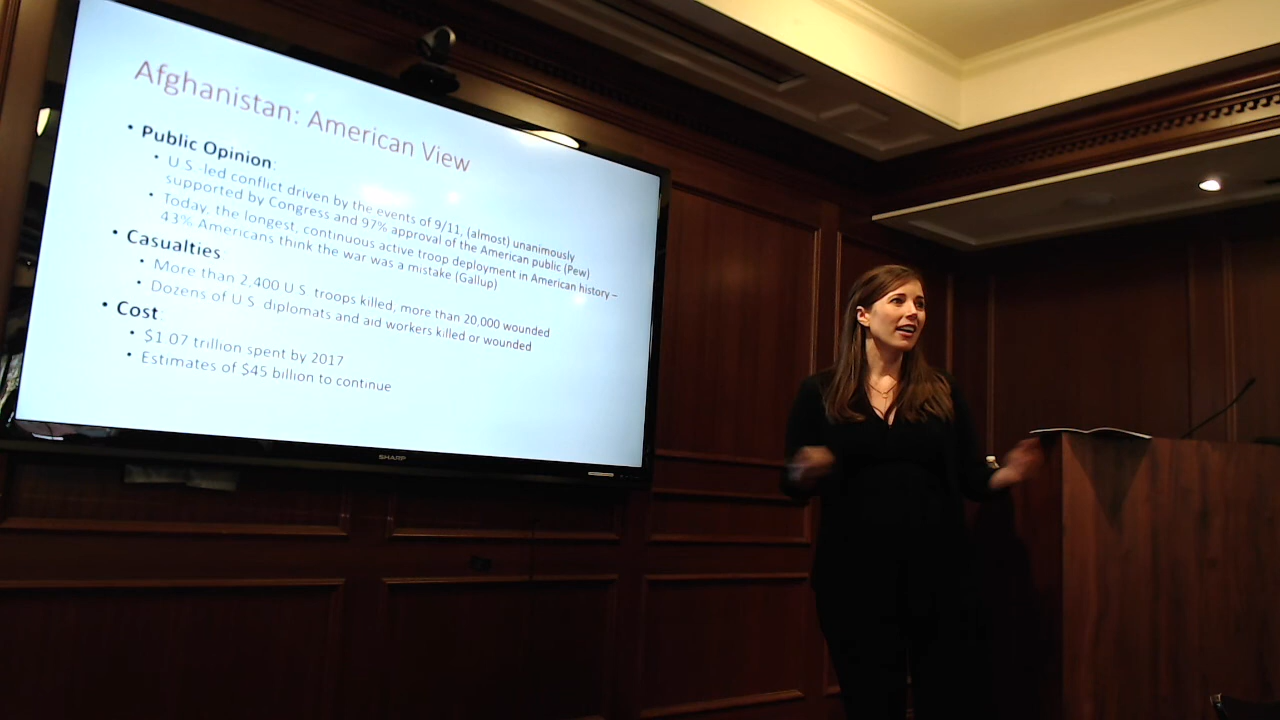 Afghanistan: American View
• Public Opinion:
• U.S.-led conflict driven by the events of 9/11, (almost) unanimously
supported by Congress and 97% approval of the American public (Pew)
• Today, the longest, continuous active troop deployment in American history –
43% Americans think the war was a mistake (Gallup)
• Casualties:
• More than 2,400 U.S. troops killed, more than 20,000 wounded
• Dozens of U.S. diplomats and aid workers killed or wounded
• Cost:
• $1.07 trillion spent by 2017
• Estimates of $45 billion to continue
SHARP